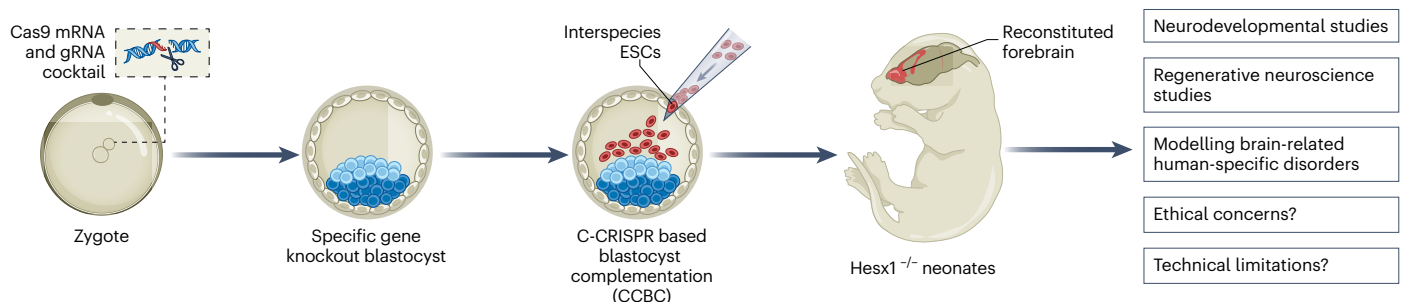 Cas9 mRNA
and gRNA
cocktail
Zygote
Specific gene
knockout blastocyst
Interspecies
ESCs
C-CRISPR based
blastocyst
complementation
(CCBC)
Reconstituted
forebrain
Hesx1 ⁻/⁻ neonates
Neurodevelopmental studies
Regenerative neuroscience
studies
Modelling brain-related
human-specific disorders
Ethical concerns?
Technical limitations?